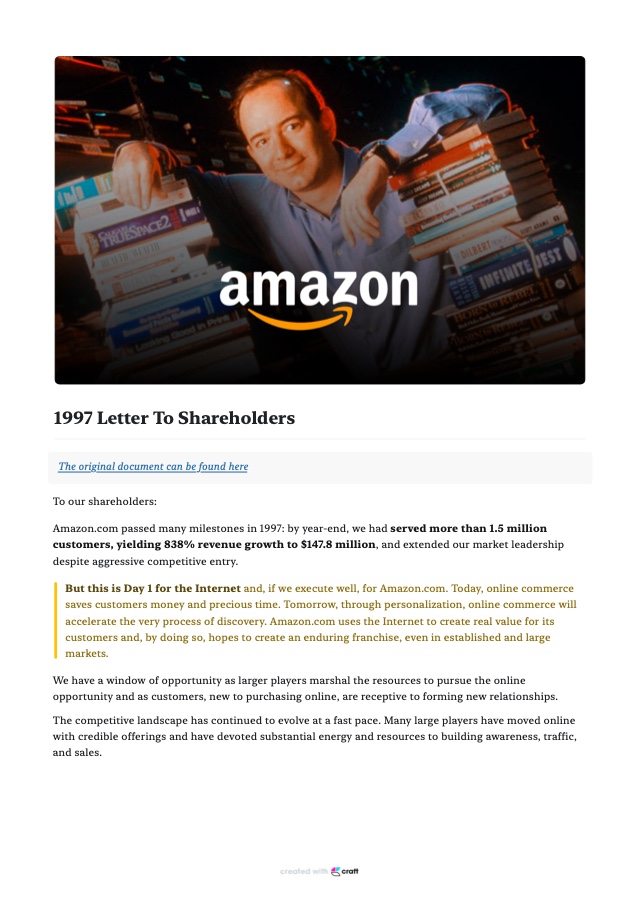 TRUESPACE2
DILBERT
INFINITE JEST
amazon
1997 Letter To Shareholders
The original document can be found here
To our shareholders:
Amazon.com passed many milestones in 1997: by year-end, we had served more than 1.5 million
customers, yielding 838% revenue growth to $147.8 million, and extended our market leadership
despite aggressive competitive entry.
But this is Day 1 for the Internet and, if we execute well, for Amazon.com. Today, online commerce
saves customers money and precious time. Tomorrow, through personalization, online commerce will
accelerate the very process of discovery. Amazon.com uses the Internet to create real value for its
customers and, by doing so, hopes to create an enduring franchise, even in established and large
markets.
We have a window of opportunity as larger players marshal the resources to pursue the online
opportunity and as customers, new to purchasing online, are receptive to forming new relationships.
The competitive landscape has continued to evolve at a fast pace. Many large players have moved online
with credible offerings and have devoted substantial energy and resources to building awareness, traffic,
and sales.
created with craft